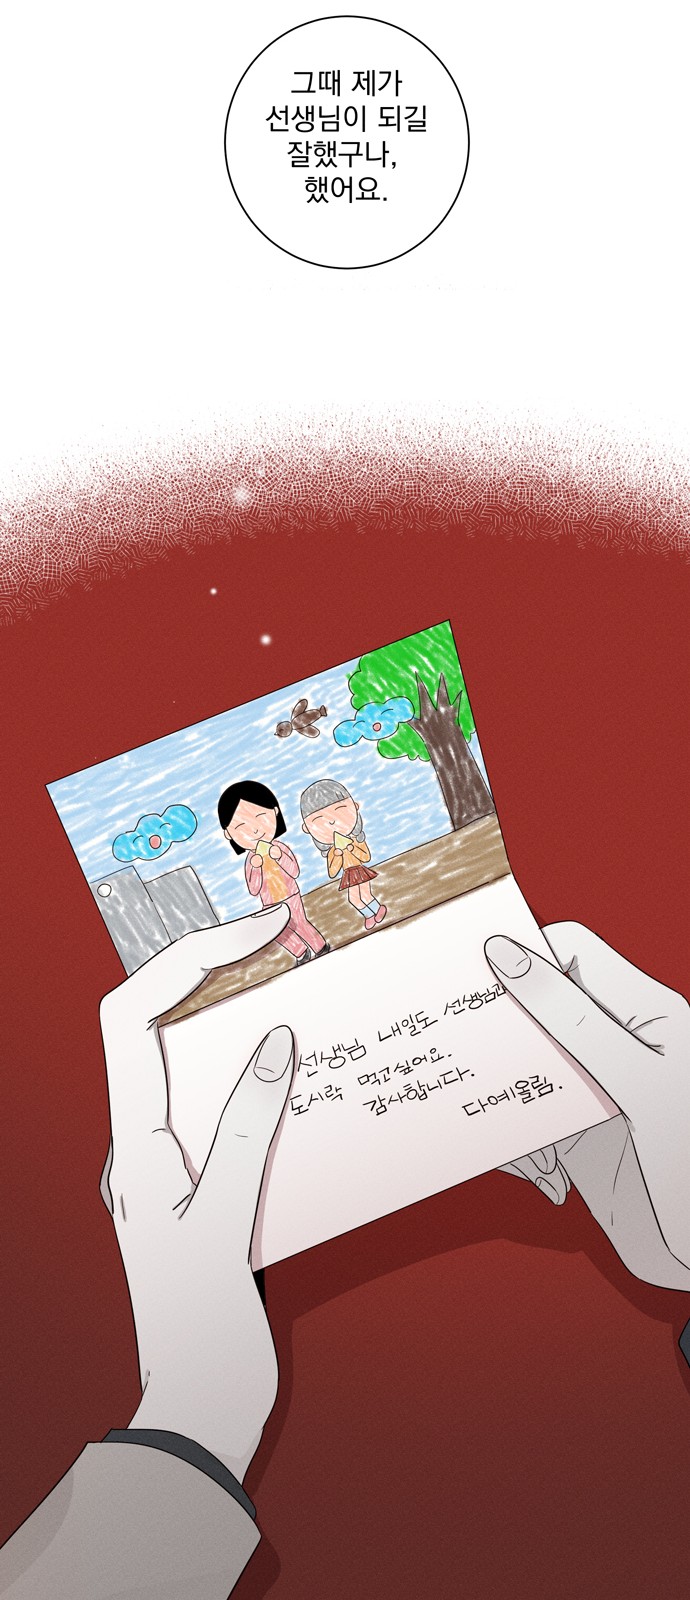 그때 제가
선생님이 되길
잘했구나,
했어요.
선생님 내일도 선생님과
도시락 먹고싶어요.
감사합니다.
다예올림.